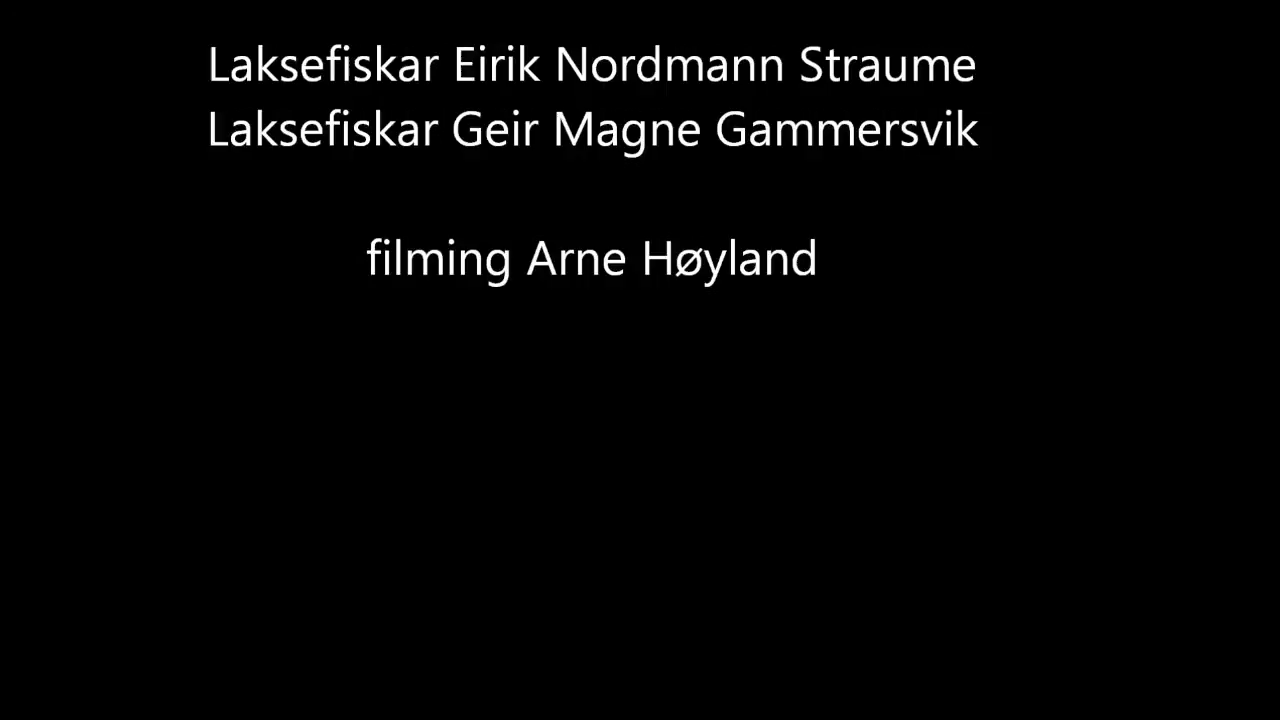 Laksefiskar Eirik Nordmann Straume
Laksefiskar Geir Magne Gammersvik
filming Arne Høyland